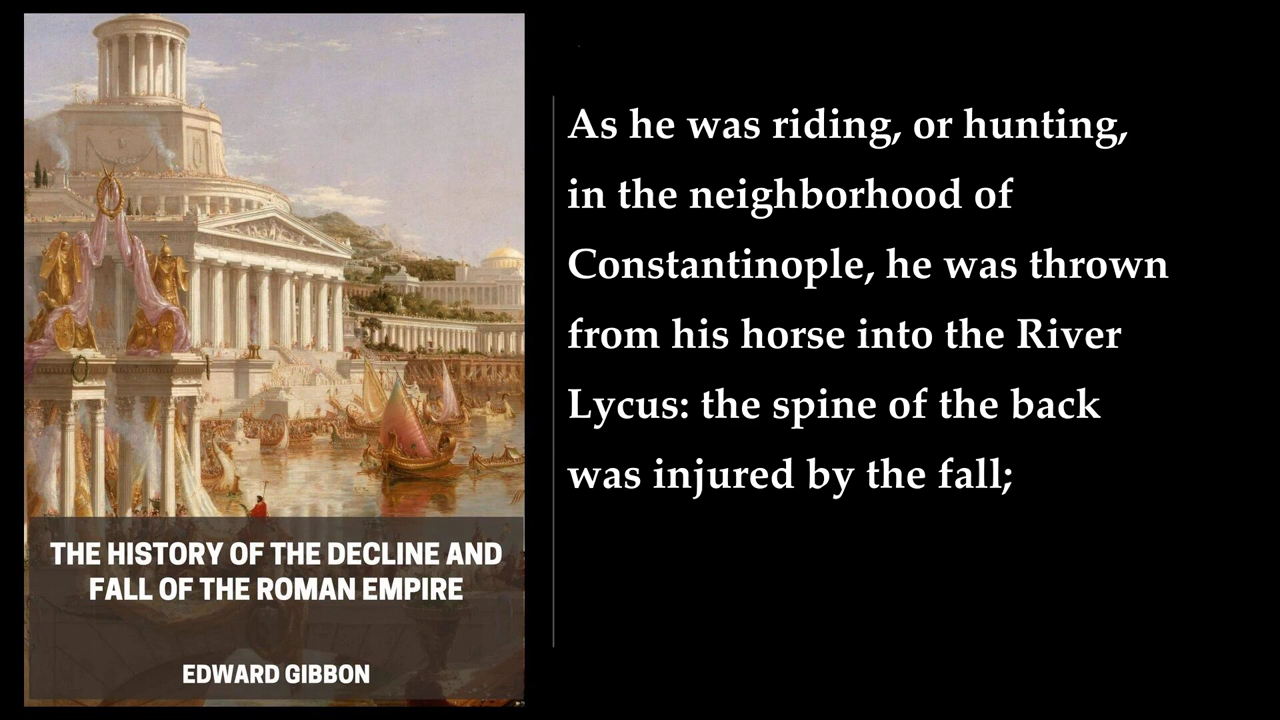 THE HISTORY OF THE DECLINE AND
FALL OF THE ROMAN EMPIRE
EDWARD GIBBON
As he was riding, or hunting,
in the neighborhood of
Constantinople, he was thrown
from his horse into the River
Lycus: the spine of the back
was injured by the fall;